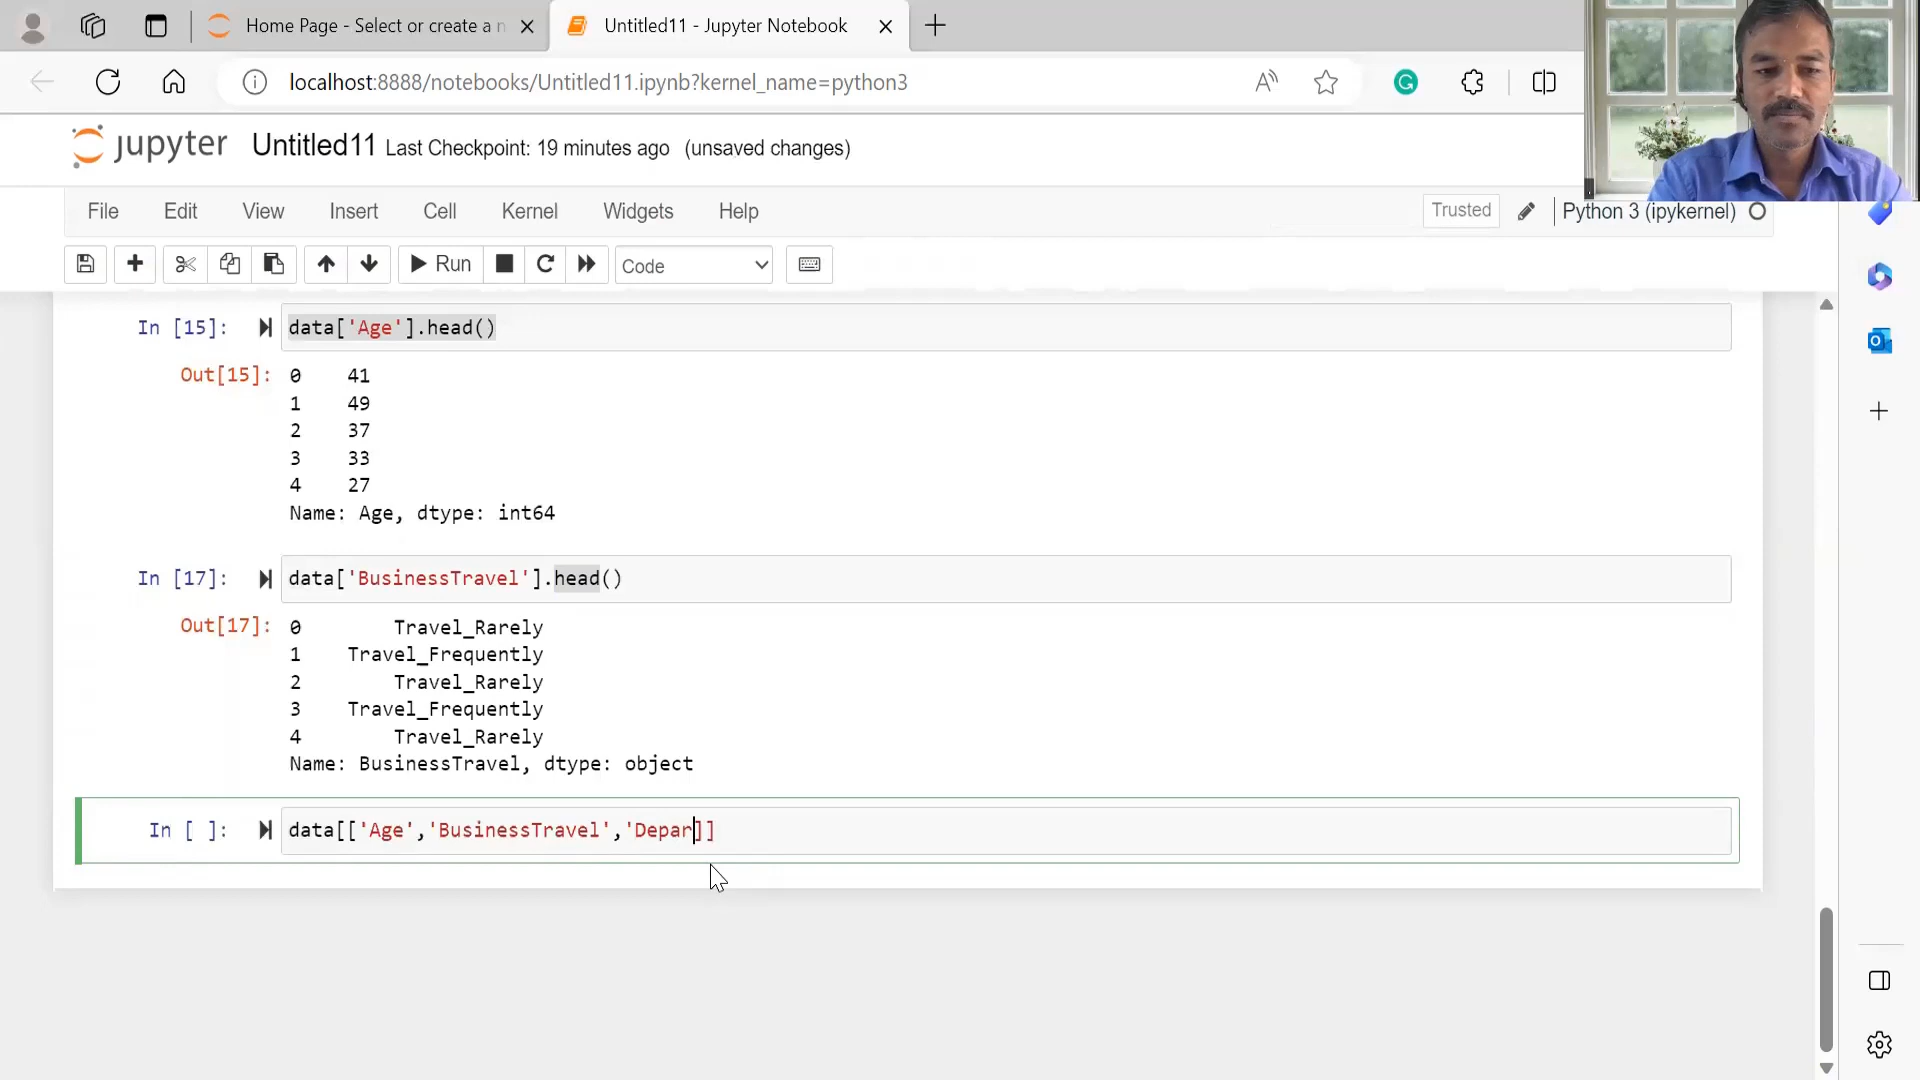 Home Page - Select or create a n
Untitled11 - Jupyter Notebook
localhost:8888/notebooks/Untitled11.ipynb?kernel_name=python3
jupyter Untitled11 Last Checkpoint: 19 minutes ago (unsaved changes)
File Edit View Insert Cell Kernel Widgets Help Trusted Python 3 (ipykernel)
Run Code
In [15]: data['Age'].head()
Out[15]: 0 41
1 49
2 37
3 33
4 27
Name: Age, dtype: int64
In [17]: data['BusinessTravel'].head()
Out[17]: 0 Travel_Rarely
1 Travel_Frequently
2 Travel_Rarely
3 Travel_Frequently
4 Travel_Rarely
Name: BusinessTravel, dtype: object
In [ ]: data[['Age','BusinessTravel','Depar]]